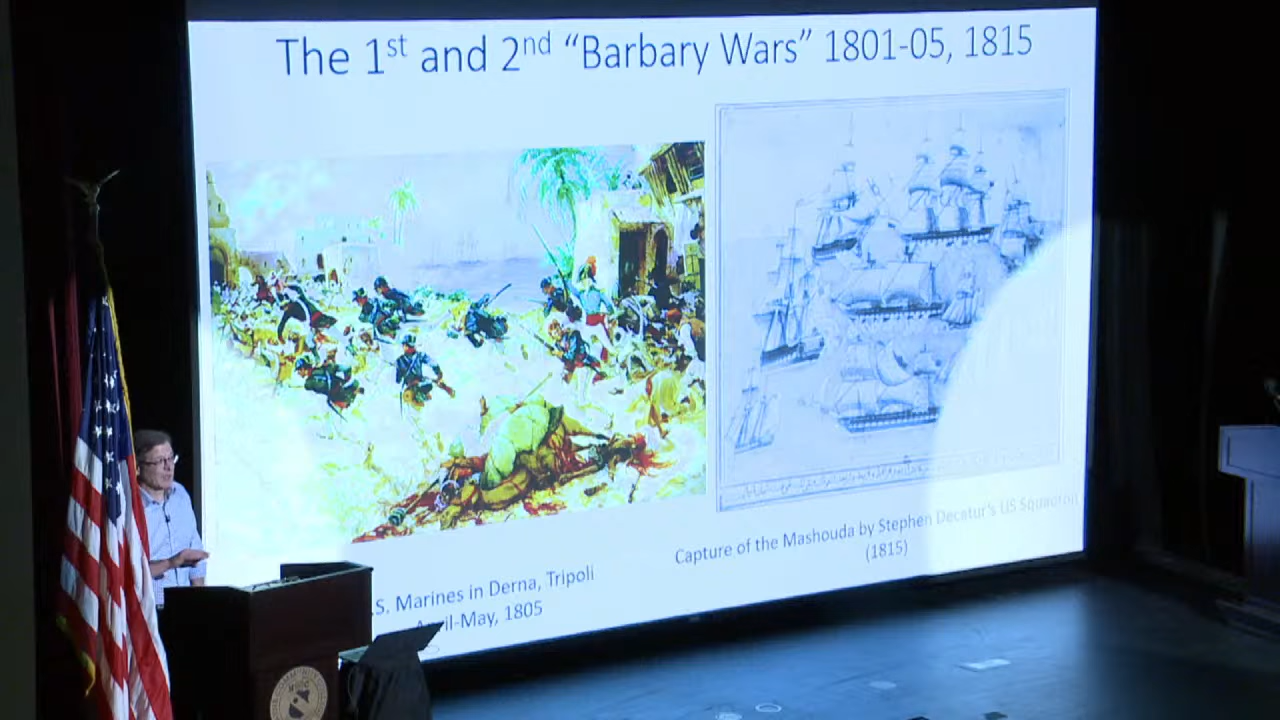 The 1st and 2nd “Barbary Wars” 1801-05, 1815
.S. Marines in Derna, Tripoli
April-May, 1805
Capture of the Mashouda by Stephen Decatur's US Squadron
(1815)